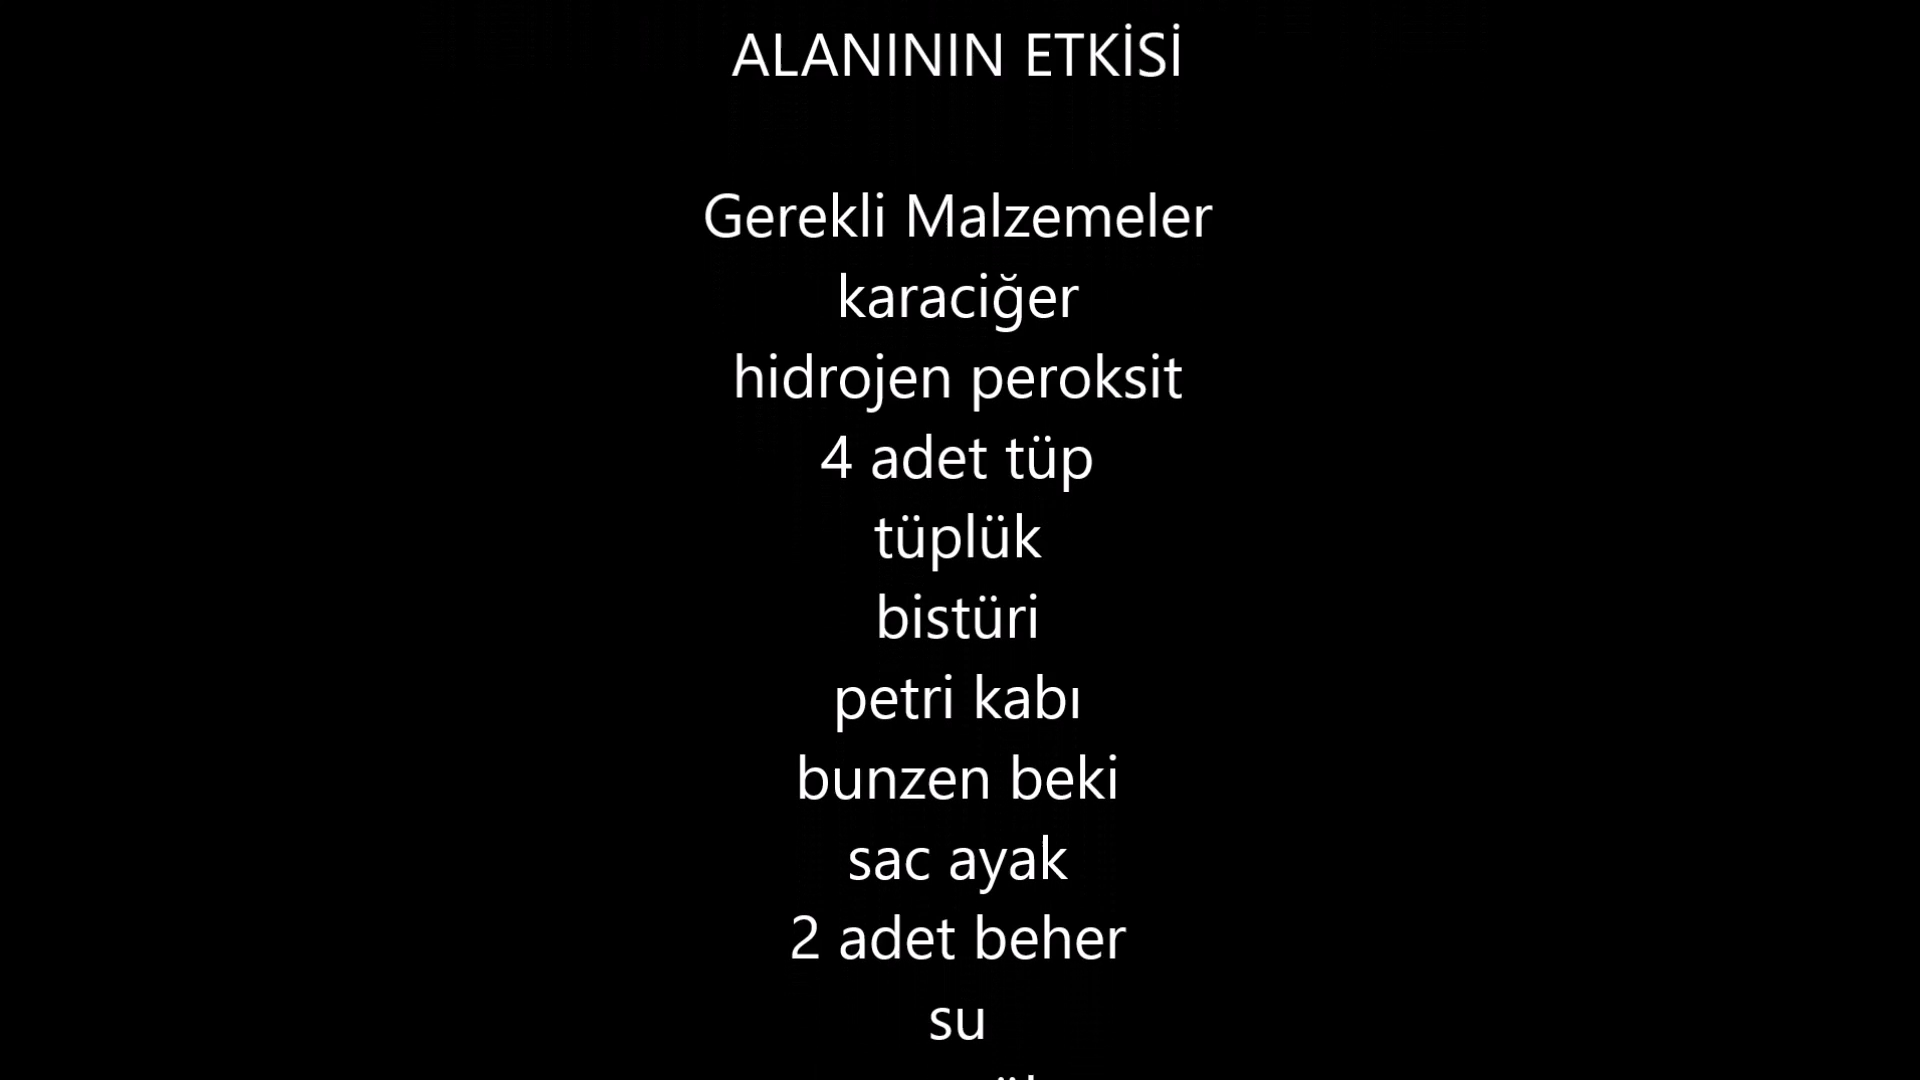 ALANININ ETKİSİ
Gerekli Malzemeler
karaciğer
hidrojen peroksit
4 adet tüp
tüplük
bistüri
petri kabı
bunzen beki
sac ayak
2 adet beher
su